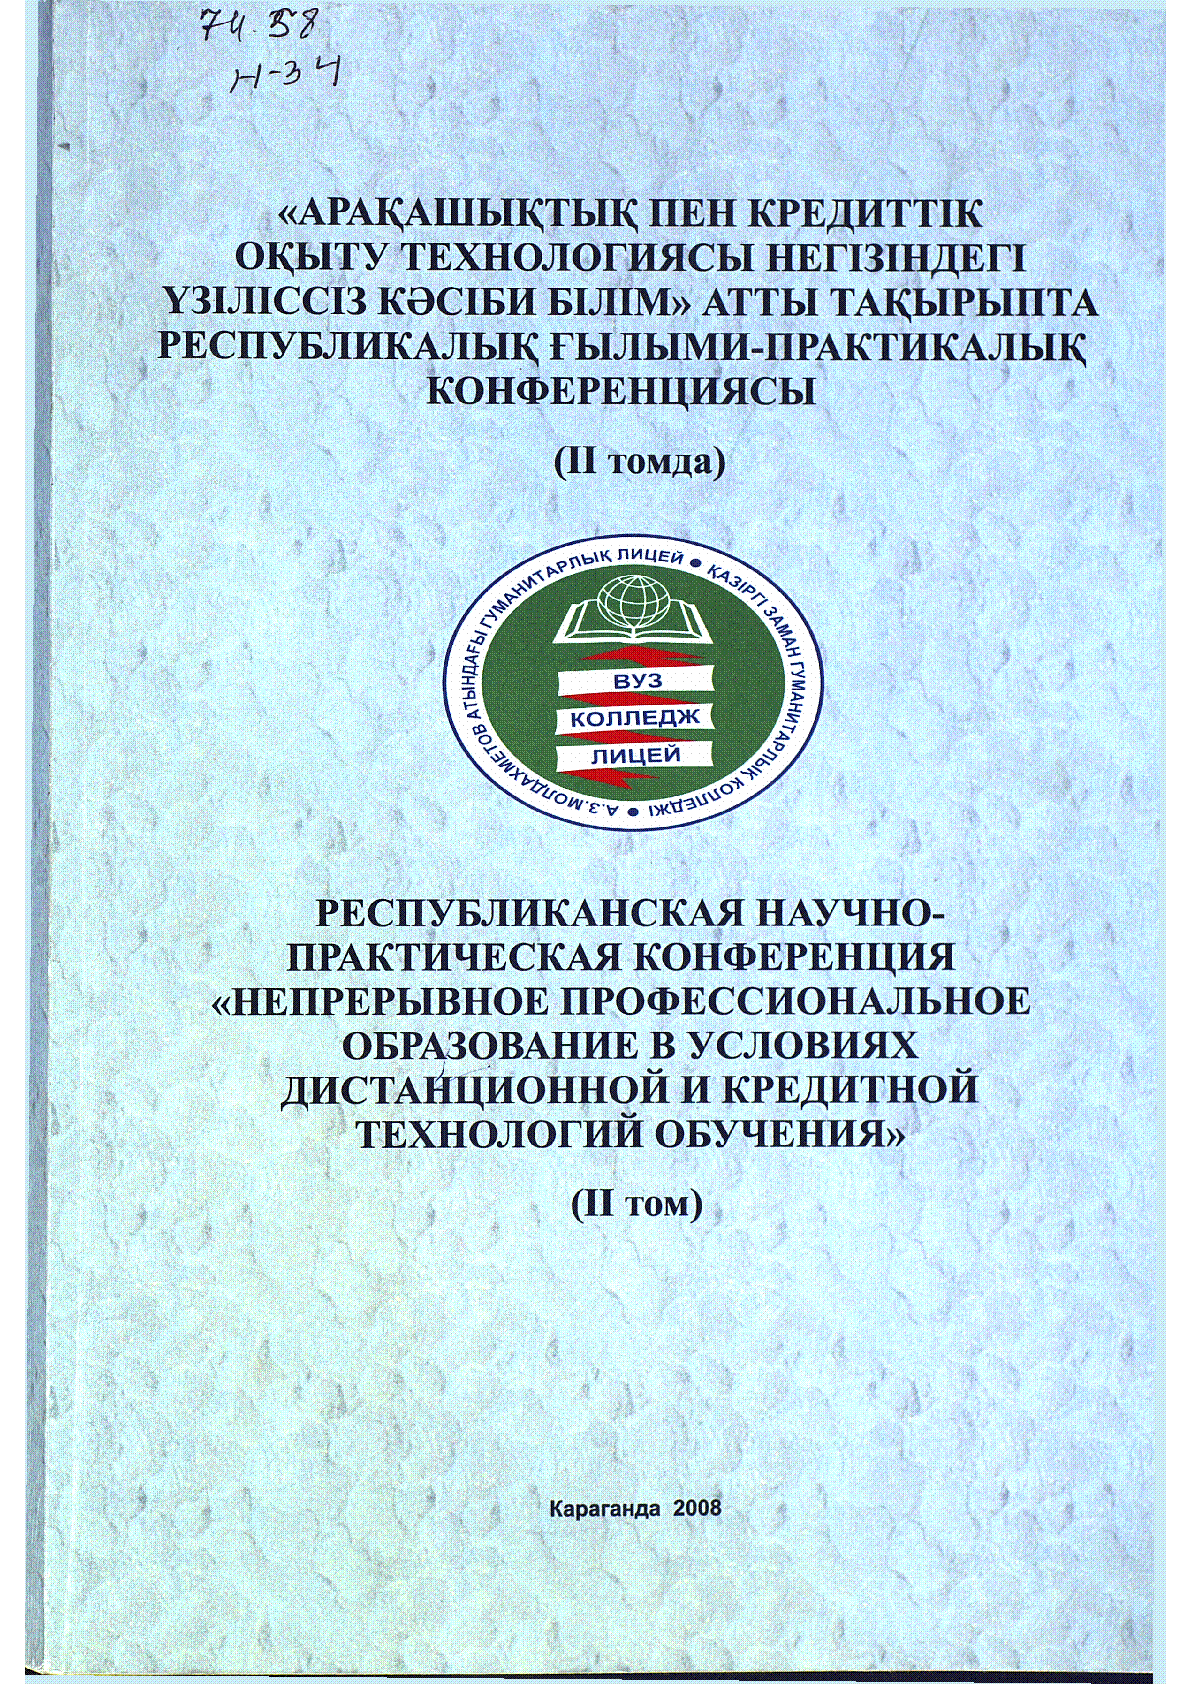 74.58
Н-34
«АРАҚАШЫҚТЫҚ ПЕН КРЕДИТТІК
ОҚЫТУ ТЕХНОЛОГИЯСЫ НЕГІЗІНДЕГІ
ҮЗІЛІССІЗ КӘСІБИ БІЛІМ» АТТЫ ТАҚЫРЫПТА
РЕСПУБЛИКАЛЫҚ ҒЫЛЫМИ-ПРАКТИКАЛЫҚ
КОНФЕРЕНЦИЯСЫ
(II томда)
А.З.МОЛДАХМЕТОВ АТЫНДАҒЫ ГУМАНИТАРЛЫҚ ЛИЦЕЙ • ҚАЗІРГІ ЗАМАН ГУМАНИТАРЛЫҚ КОЛЛЕДЖІ •
ВУЗ
КОЛЛЕДЖ
ЛИЦЕЙ
РЕСПУБЛИКАНСКАЯ НАУЧНО-
ПРАКТИЧЕСКАЯ КОНФЕРЕНЦИЯ
«НЕПРЕРЫВНОЕ ПРОФЕССИОНАЛЬНОЕ
ОБРАЗОВАНИЕ В УСЛОВИЯХ
ДИСТАНЦИОННОЙ И КРЕДИТНОЙ
ТЕХНОЛОГИЙ ОБУЧЕНИЯ»
(II том)
Караганда 2008